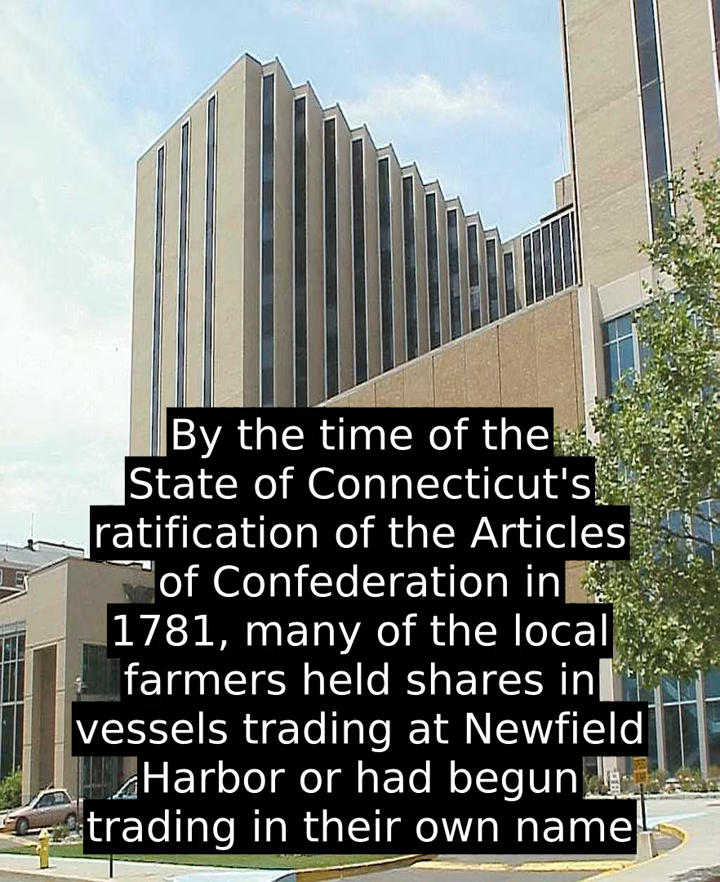 By the time of the
State of Connecticut's
ratification of the Articles
of Confederation in
1781, many of the local
farmers held shares in
vessels trading at Newfield
Harbor or had begun
trading in their own name